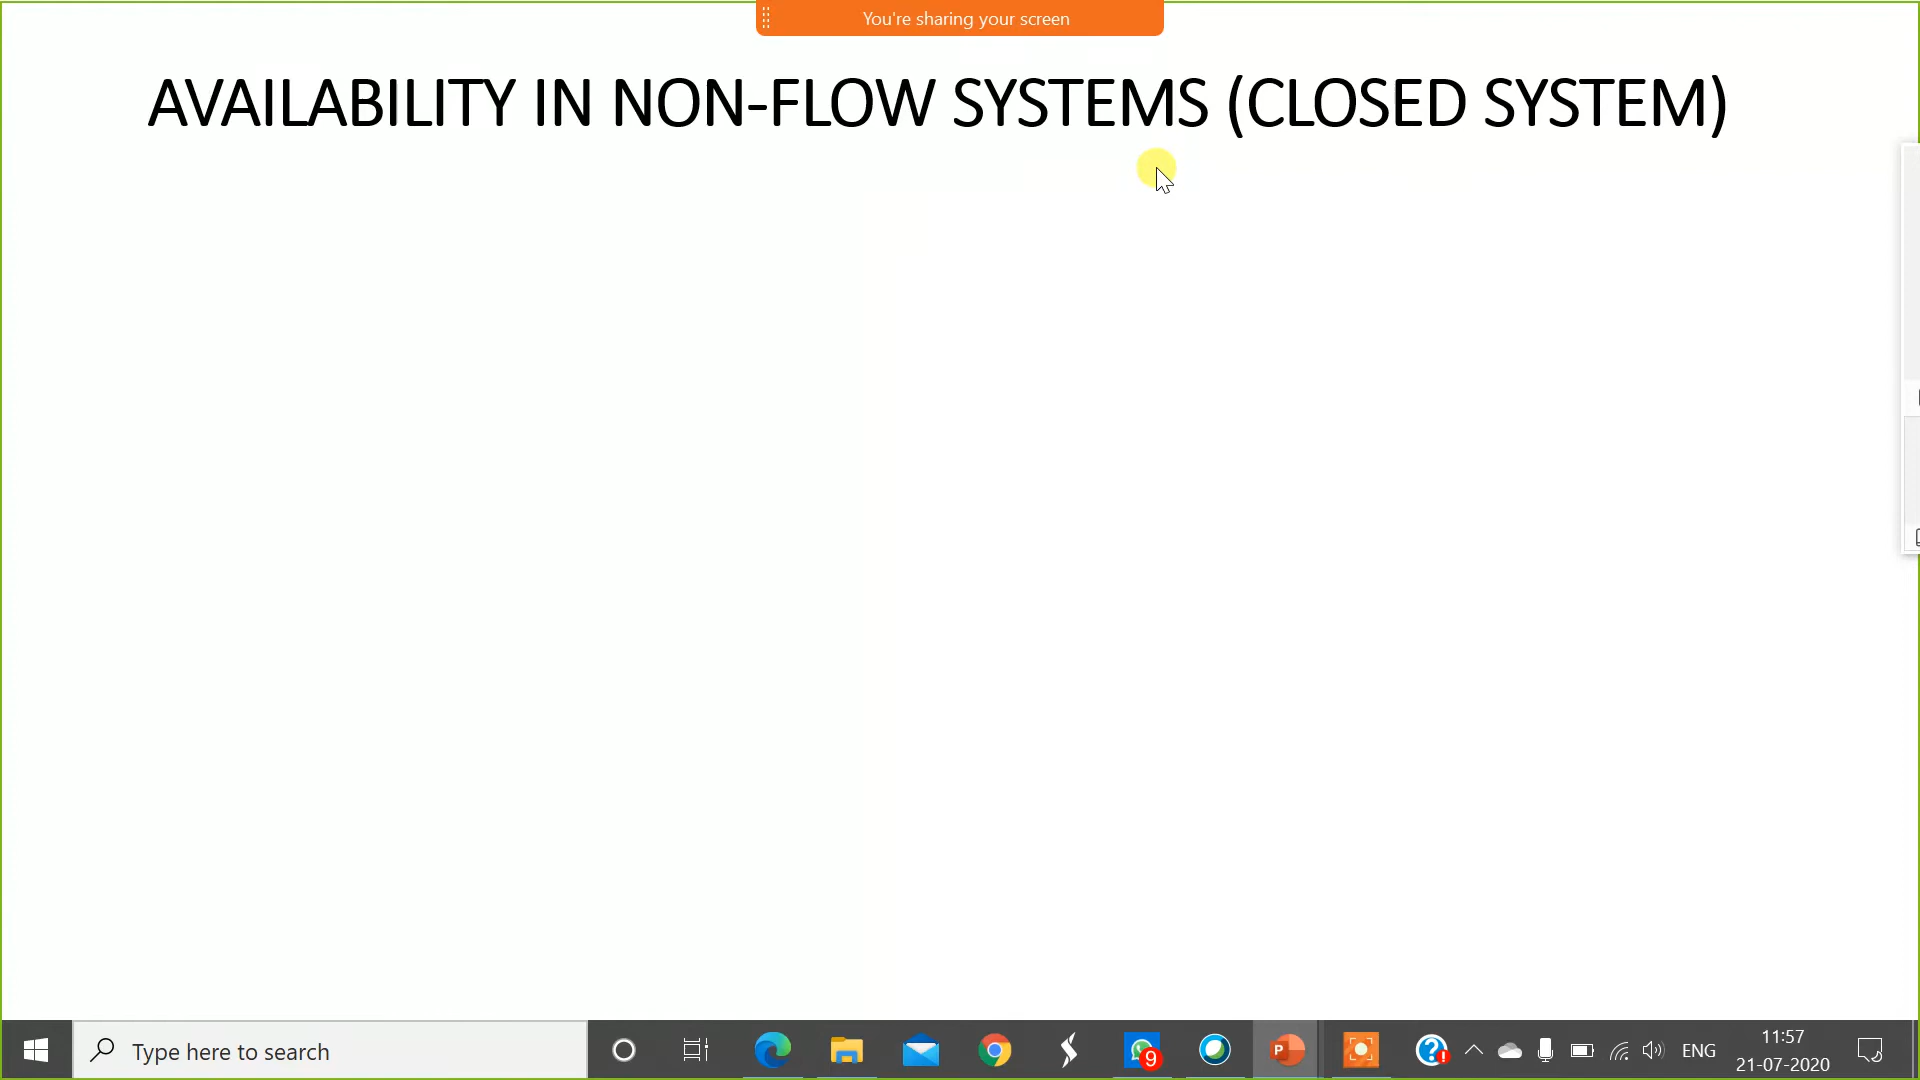 You're sharing your screen
AVAILABILITY IN NON-FLOW SYSTEMS (CLOSED SYSTEM)
Type here to search
9
P
ENG
11:57
21-07-2020